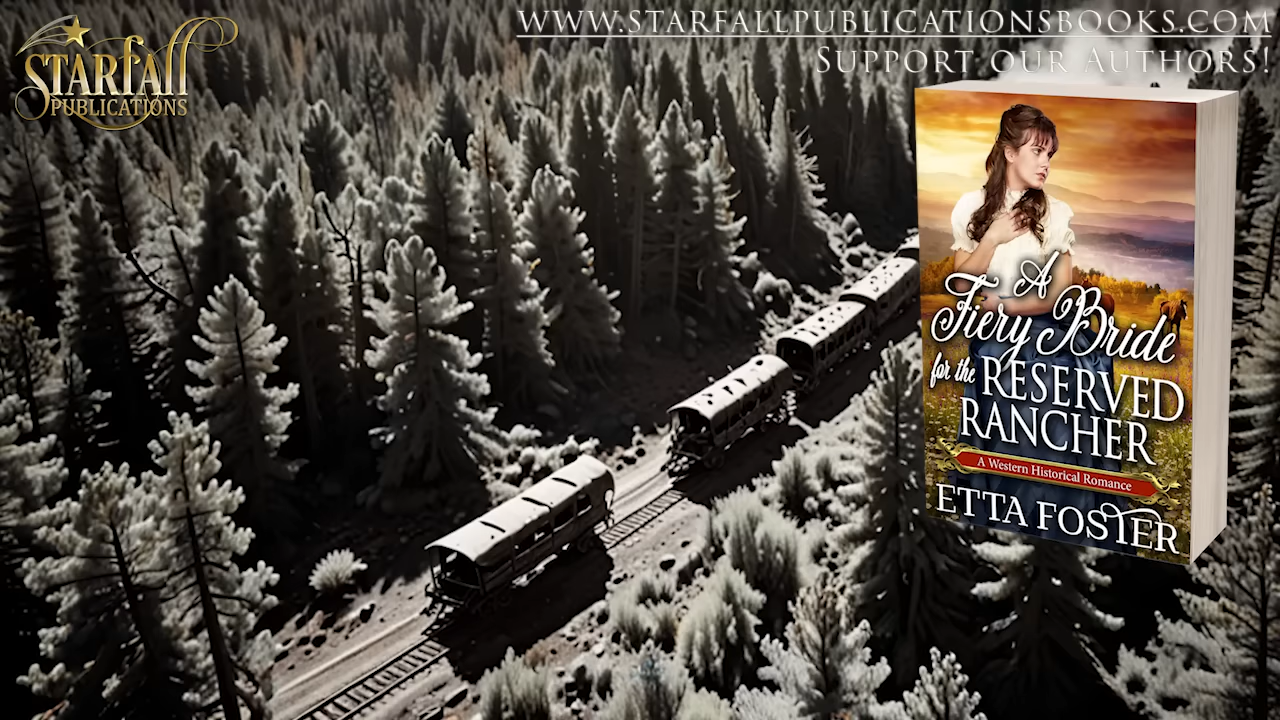 STARfall
PUBLICATIONS
WWW.STARFALLPUBLICATIONSBOOKS.COM
SUPPORT OUR AUTHORS!
A
Fiery Bride
for the RESERVED
RANCHER
A Western Historical Romance
ETTA FOSTER